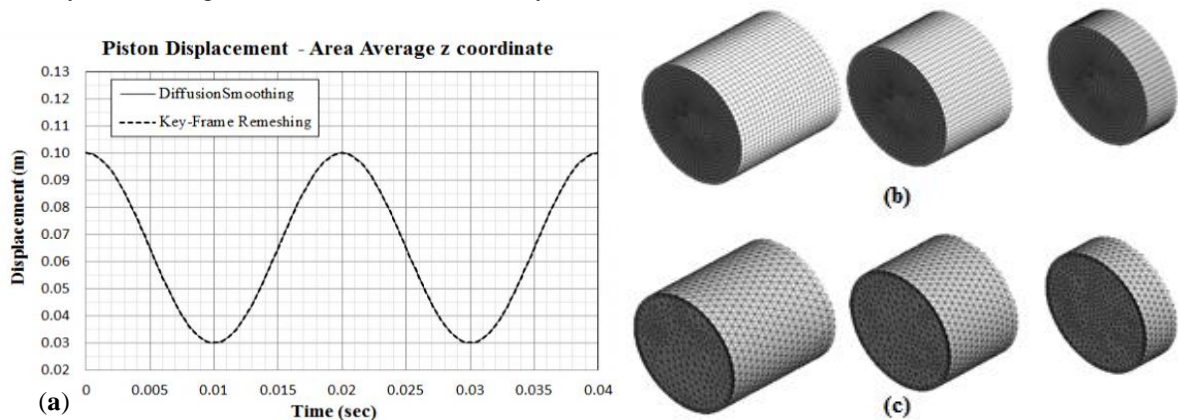 Piston Displacement - Area Average z coordinate
0.13
0.12
0.11
0.10
0.09
0.08
0.07
0.06
0.05
0.04
0.03
0.02
Displacement (m)
DiffusionSmoothing
Key-Frame Remeshing
0 0.005 0.01 0.015 0.02 0.025 0.03 0.035 0.04
Time (sec)
(a)
(b)
(c)